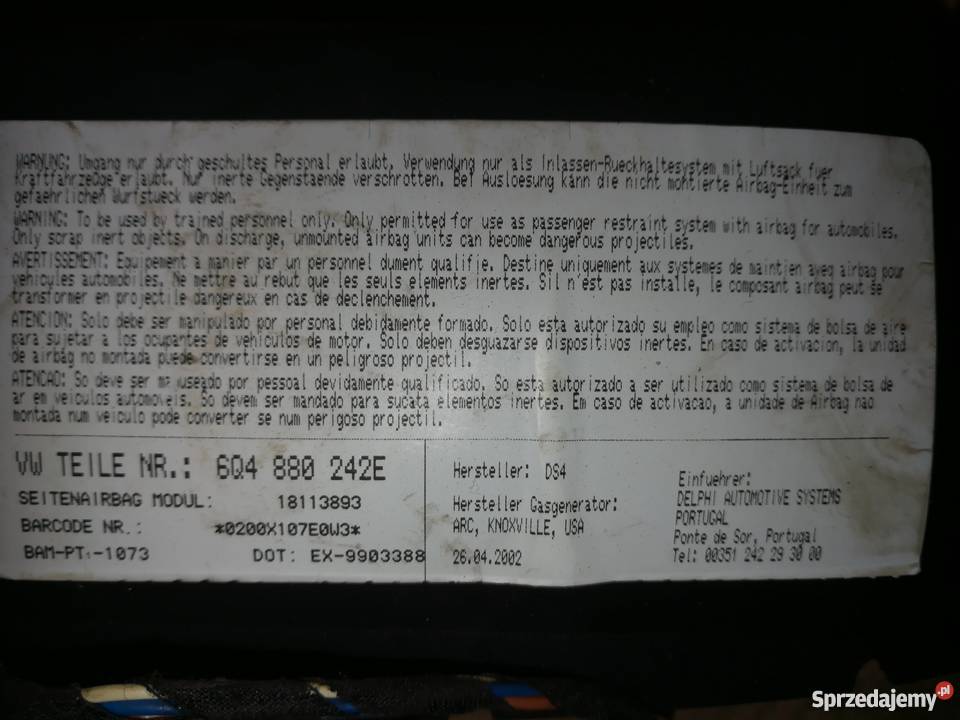 WARNUNG: Umgang nur durch geschultes Personal erlaubt, Verwendung nur als Inlassen-Rueckhaltesystem mit Luftsack fuer
Kraftfahrzeuge erlaubt. Nur inerte Gegenstaende verschrotten. Bei Ausloesung kann die nicht montierte Airbag-Einheit zum
gefaehrlichen Wurfstueck werden.
WARNING: To be used by trained personnel only. Only permitted for use as passenger restraint system with airbag for automobiles.
Only scrap inert objects. On discharge, unmounted airbag units can become dangerous projectiles.
AVERTISSEMENT: Equipement a manier par un personnel dument qualifie. Destine uniquement aux systemes de maintien aveg airbag pour
vehicules automobiles. Ne mettre au rebut que les seuls elements inertes. Sil n'est pas installe, le composant airbag peut se
transformer en projectile dangereux en cas de declenchement.
ATENCION: Solo debe ser manipulado por personal debidamente formado. Solo esta autorizado su empleo como sistema de bolsa de aire
para sujetar a los ocupantes de vehiculos de motor. Solo deben desguazarse dispositivos inertes. En caso de activacion, la unidad
de airbag no montada puede convertirse en un peligroso projectil.
ATENCAO: So deve ser manuseado por pessoal devidamente qualificado. So esta autorizado a ser utilizado como sistema de bolsa de
ar em veiculos automoveis. So devem ser mandado para sucata elementos inertes. Em caso de activacao, a unidade de Airbag nao
montada num veiculo pode converter se num perigoso projectil.
VW TEILE NR.: 6Q4 880 242E
SEITENAIRBAG MODUL: 18113893
BARCODE NR.: *0200X107E0W3*
BAM-PT.-1073 DOT: EX-9903388
Hersteller: DS4
Hersteller Gasgenerator:
ARC, KNOXVILLE, USA
26.04.2002
Einfuehrer:
DELPHI AUTOMOTIVE SYSTEMS
PORTUGAL
Ponte de Sor, Portugal
Tel: 00351 242 29 30 00
Sprzedajemy.pl